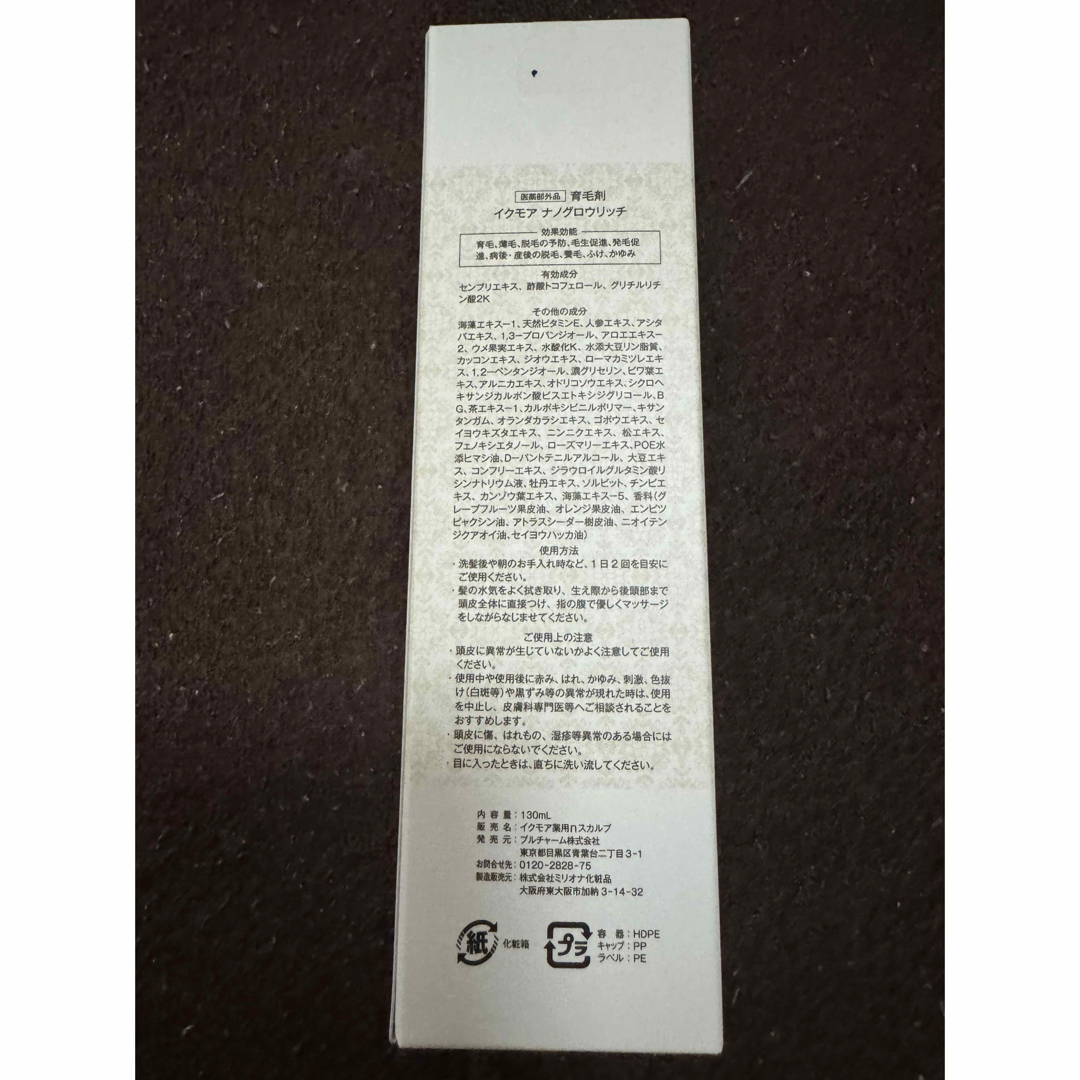 医薬部外品 育毛剤
イクモア ナノグロウリッチ
効果効能
育毛、薄毛、脱毛の予防、毛生促進、発毛促
進、病後・産後の脱毛、養毛、ふけ、かゆみ
有効成分
センブリエキス、酢酸トコフェロール、グリチルリチ
ン酸2K
その他の成分
海藻エキスー1、天然ビタミンE、人参エキス、アシタ
バエキス、1,3ープロパンジオール、アロエエキスー
2、ウメ果実エキス、水酸化K、水添大豆リン脂質、
カッコンエキス、ジオウエキス、ローマカミツレエキ
ス、1,2ーペンタンジオール、濃グリセリン、ビワ葉エ
キス、アルニカエキス、オドリコソウエキス、シクロヘ
キサンジカルボン酸ビスエトキシジグリコール、B
G、茶エキスー1、カルボキシビニルポリマー、キサン
タンガム、オランダカラシエキス、ゴボウエキス、セ
イヨウキズタエキス、ニンニクエキス、松エキス、
フェノキシエタノール、ローズマリーエキス、POE水
添ヒマシ油、Dーパントテニルアルコール、大豆エキ
ス、コンフリーエキス、ジラウロイルグルタミン酸リ
シンナトリウム液、牡丹エキス、ソルビット、チンピエ
キス、カンゾウ葉エキス、海藻エキスー5、香料(グ
レープフルーツ果皮油、オレンジ果皮油、エンピツ
ビャクシン油、アトラスシーダー樹皮油、ニオイテン
ジクアオイ油、セイヨウハッカ油)
使用方法
・洗髪後や朝のお手入れ時など、1日2回を目安に
ご使用ください。
・髪の水気をよく拭き取り、生え際から後頭部まで
頭皮全体に直接つけ、指の腹で優しくマッサージ
をしながらなじませてください。
ご使用上の注意
・頭皮に異常が生じていないかよく注意してご使用
ください。
・使用中や使用後に赤み、はれ、かゆみ、刺激、色抜
け(白斑等)や黒ずみ等の異常が現れた時は、使用
を中止し、皮膚科専門医等へご相談されることを
おすすめします。
・頭皮に傷、はれもの、湿疹等異常のある場合には
ご使用にならないでください。
・目に入ったときは、直ちに洗い流してください。
内容量:130mL
販売名:イクモア薬用nスカルプ
発売元:プルチャーム株式会社
東京都目黒区青葉台二丁目3-1
お問合せ先:0120-2828-75
製造販売元:株式会社ミリオナ化粧品
大阪府東大阪市加納3-14-32
紙 化粧箱
プラ 容器:HDPE
キャップ:PP
ラベル:PE